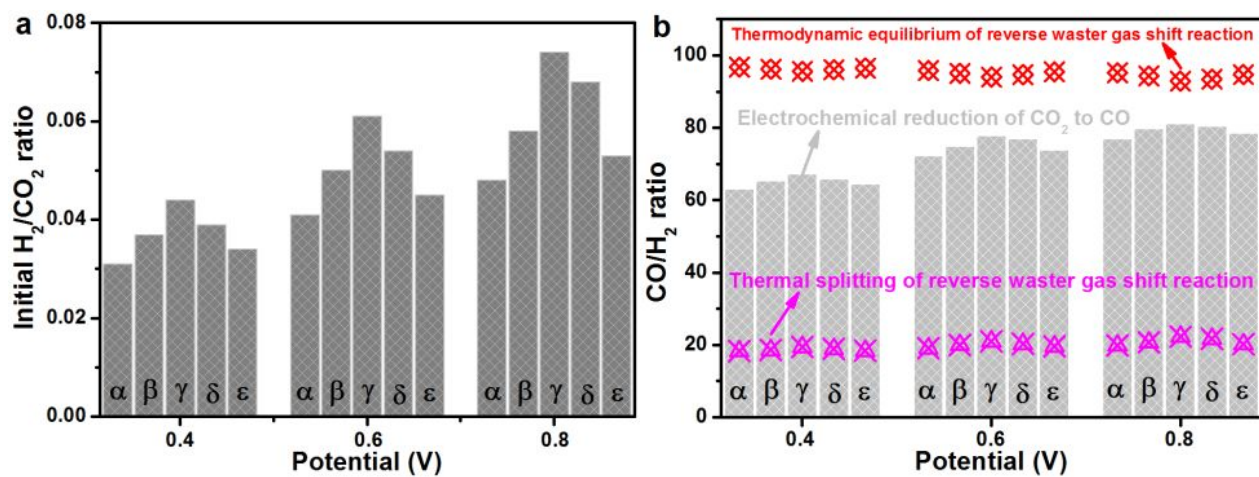 a
0.08
0.06
0.04
0.02
0.00
Initial H₂/CO₂ ratio
α β γ δ ε
α β γ δ ε
α β γ δ ε
0.4 0.6 0.8
Potential (V)
b
Thermodynamic equilibrium of reverse waster gas shift reaction
Electrochemical reduction of CO₂ to CO
Thermal splitting of reverse waster gas shift reaction
100
80
60
40
20
0
CO/H₂ ratio
α β γ δ ε
α β γ δ ε
α β γ δ ε
0.4 0.6 0.8
Potential (V)